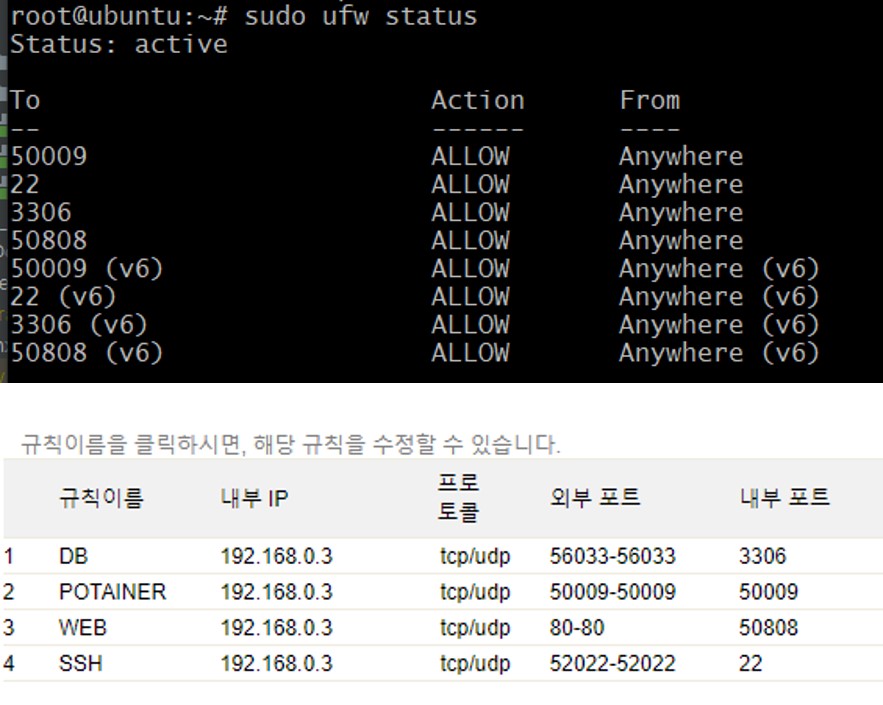 root@ubuntu:~# sudo ufw status
Status: active
To Action From
-- ------ ----
50009 ALLOW Anywhere
22 ALLOW Anywhere
3306 ALLOW Anywhere
50808 ALLOW Anywhere
50009 (v6) ALLOW Anywhere (v6)
22 (v6) ALLOW Anywhere (v6)
3306 (v6) ALLOW Anywhere (v6)
50808 (v6) ALLOW Anywhere (v6)
규칙이름을 클릭하시면, 해당 규칙을 수정할 수 있습니다.
규칙이름 내부 IP 프로토콜 외부 포트 내부 포트
1 DB 192.168.0.3 tcp/udp 56033-56033 3306
2 POTAINER 192.168.0.3 tcp/udp 50009-50009 50009
3 WEB 192.168.0.3 tcp/udp 80-80 50808
4 SSH 192.168.0.3 tcp/udp 52022-52022 22